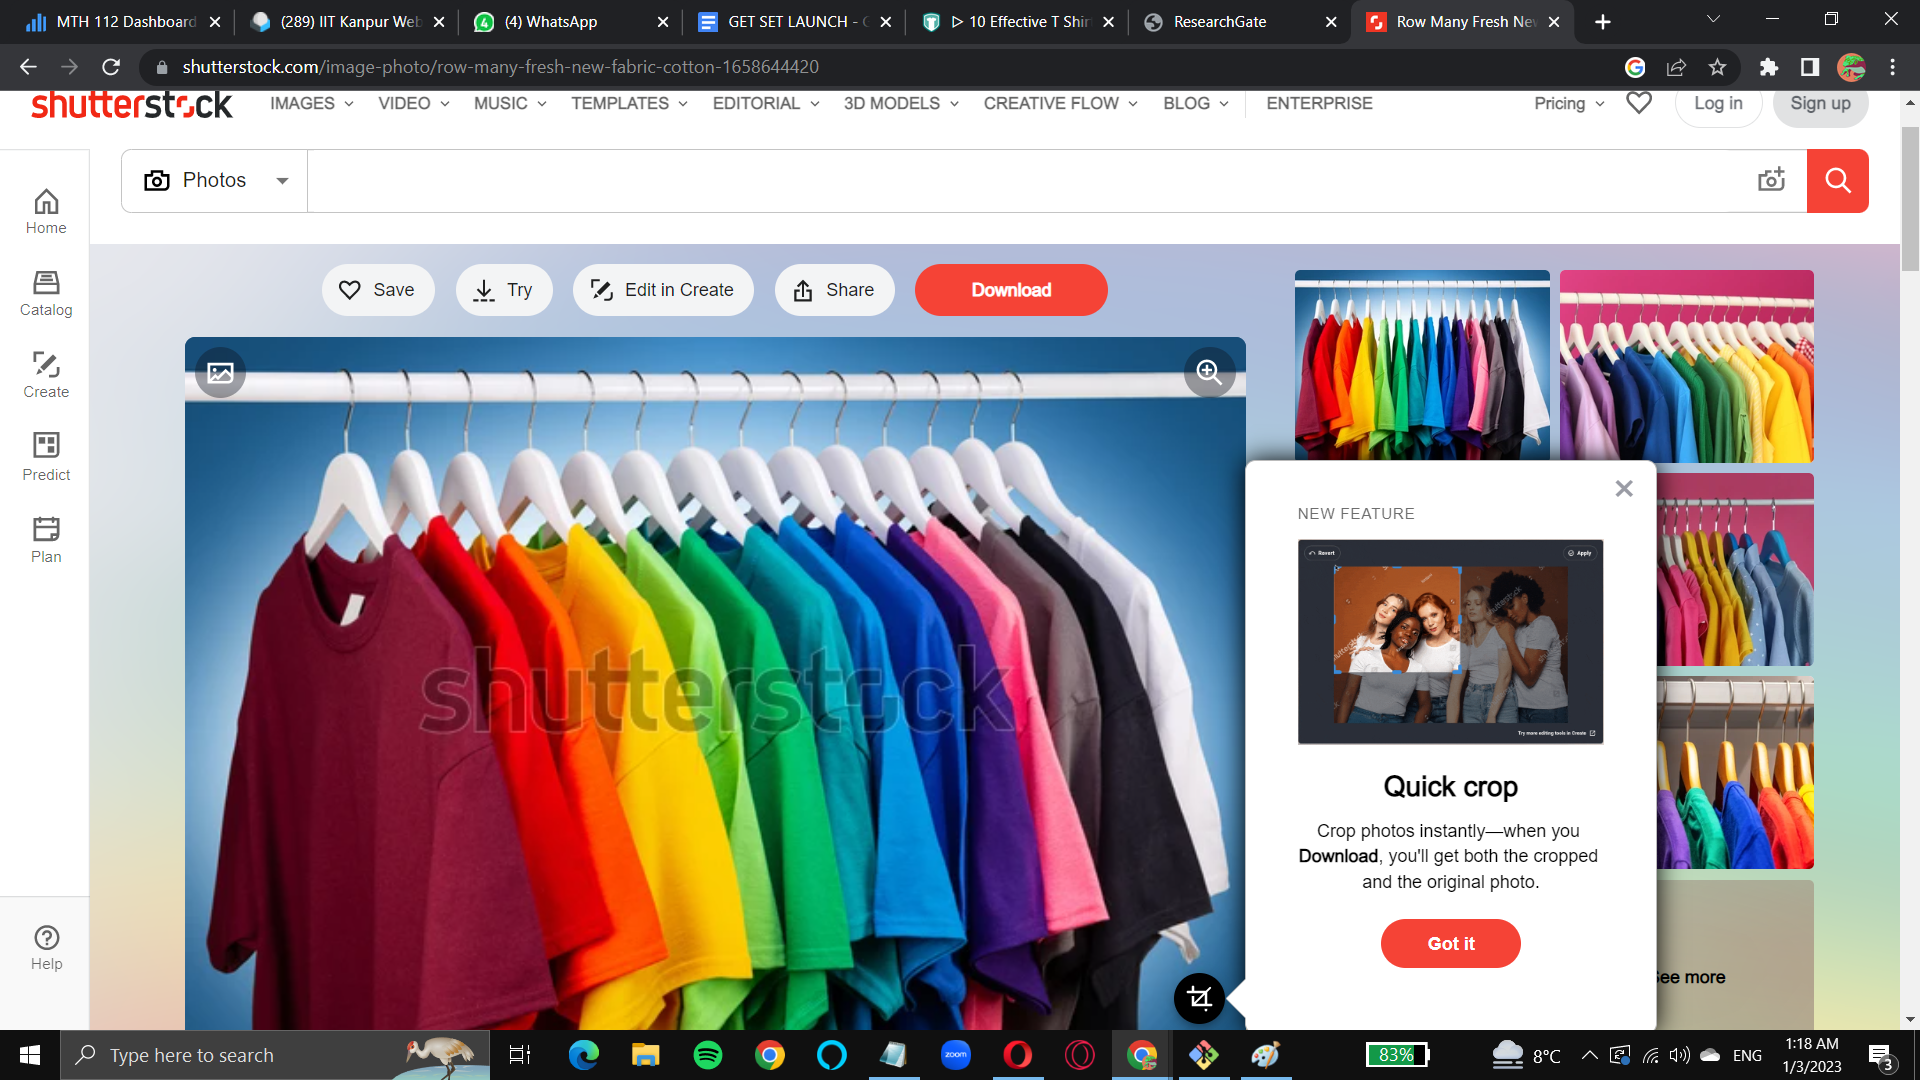 MTH 112 Dashboard
(289) IIT Kanpur Web
(4) WhatsApp
GET SET LAUNCH - G
10 Effective T Shir
ResearchGate
Row Many Fresh New
shutterstock.com/image-photo/row-many-fresh-new-fabric-cotton-1658644420
shutterstock
IMAGES
VIDEO
MUSIC
TEMPLATES
EDITORIAL
3D MODELS
CREATIVE FLOW
BLOG
ENTERPRISE
Pricing
Log in
Sign up
Photos
Home
Catalog
Create
Predict
Plan
Help
Save
Try
Edit in Create
Share
Download
shutterstock
NEW FEATURE
Revert
Apply
Try more editing tools in Create
Quick crop
Crop photos instantly—when you
Download, you'll get both the cropped
and the original photo.
Got it
See more
Type here to search
zoom
83%
8°C
ENG
1:18 AM
1/3/2023
3